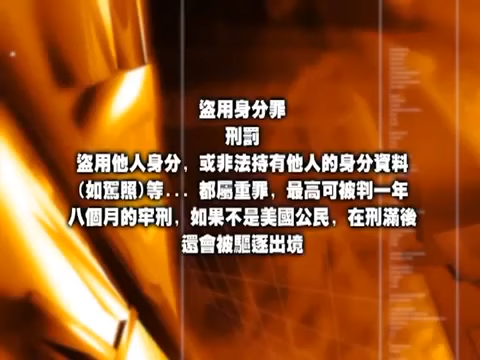 盜用身分罪
刑罰
盜用他人身分, 或非法持有他人的身分資料
(如駕照)等... 都屬重罪, 最高可被判一年
八個月的牢刑, 如果不是美國公民, 在刑滿後
還會被驅逐出境